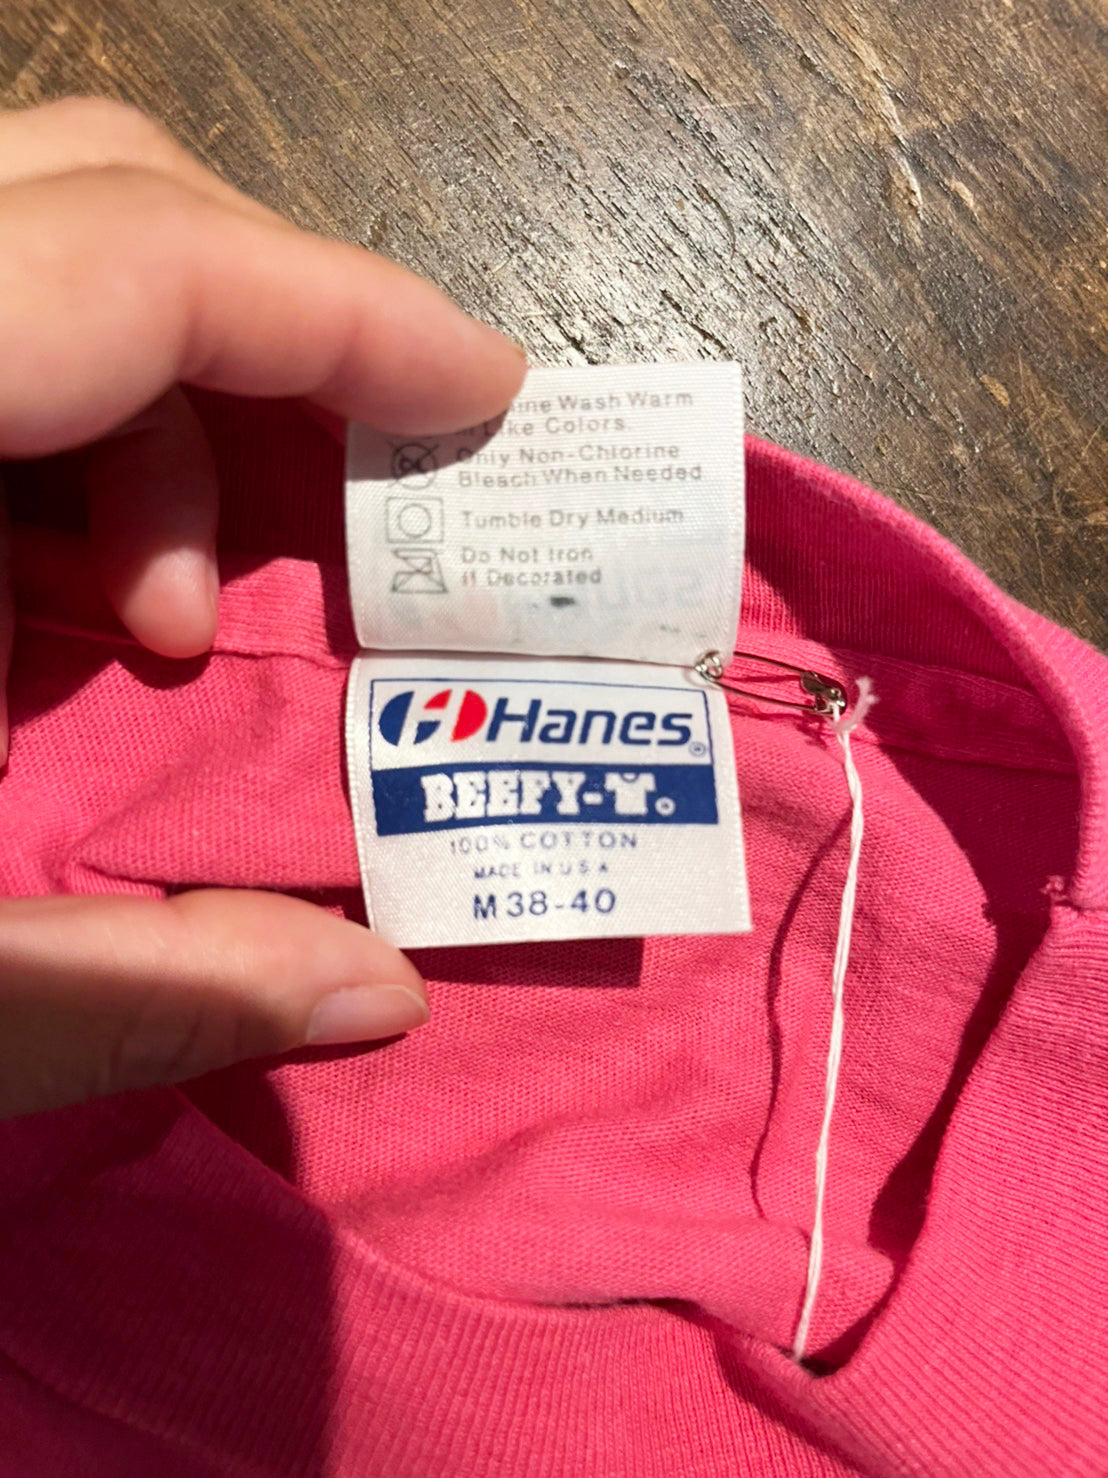 Wash Warm
Like Colors.
Only Non-Chlorine
Bleach When Needed
Tumble Dry Medium
Do Not Iron
If Decorated
Hanes®
BEEFY-T®
100% COTTON
MADE IN U S A
M 38-40